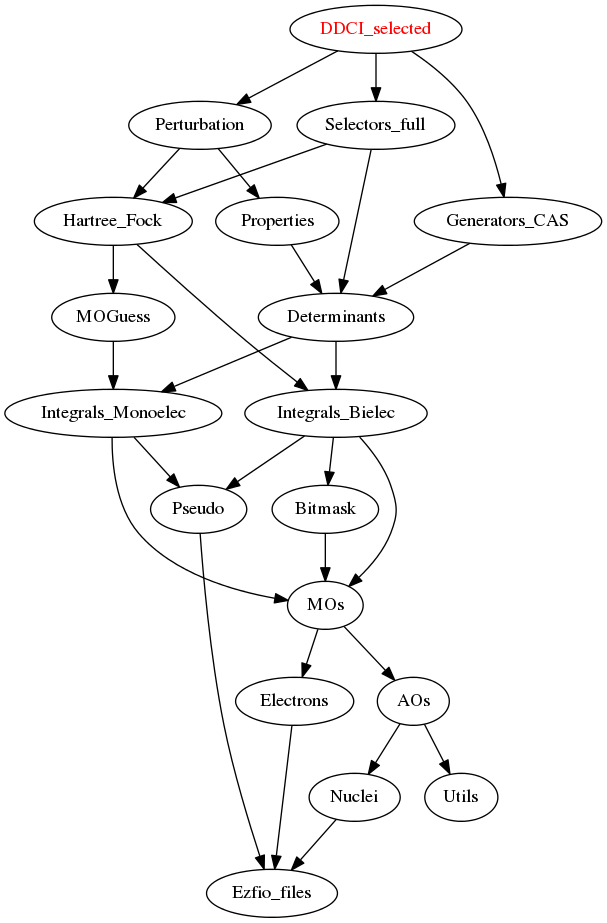 DDCI_selected
Perturbation
Selectors_full
Hartree_Fock
Properties
Generators_CAS
MOGuess
Determinants
Integrals_Monoelec
Integrals_Bielec
Pseudo
Bitmask
MOs
Electrons
AOs
Nuclei
Utils
Ezfio_files